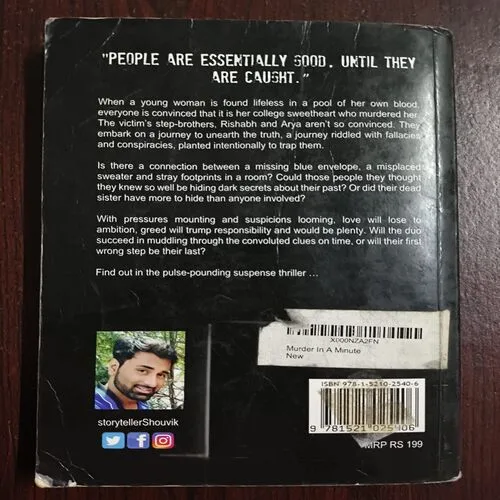 "PEOPLE ARE ESSENTIALLY GOOD. UNTIL THEY
ARE CAUGHT."
When a young woman is found lifeless in a pool of her own blood,
everyone is convinced that it is her college sweetheart who murdered her.
The victim's step-brothers, Rishabh and Arya aren't so convinced. They
embark on a journey to unearth the truth, a journey riddled with fallacies
and conspiracies, planted intentionally to trap them.
Is there a connection between a missing blue envelope, a misplaced
sweater and stray footprints in a room? Could those people they thought
they knew so well be hiding dark secrets about their past? Or did their dead
sister have more to hide than anyone involved?
With pressures mounting and suspicions looming, love will lose to
ambition, greed will trump responsibility and would be plenty. Will the duo
succeed in muddling through the convoluted clues on time, or will their first
wrong step be their last?
Find out in the pulse-pounding suspense thriller ...
X000NZA2FN
Murder In A Minute
New
ISBN 978-1-5210-2540-6
9 781521 025406
MRP RS 199
storytellerShouvik